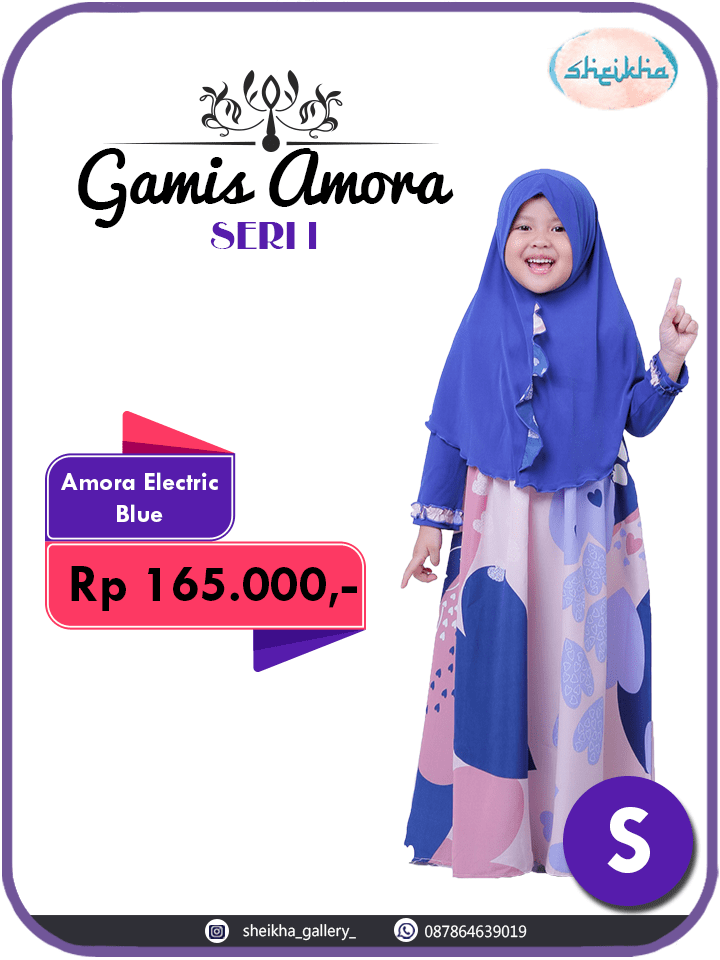 sheikha
Gamis Amora
SERI I
Amora Electric
Blue
Rp 165.000,-
S
sheikha_gallery_ 087864639019